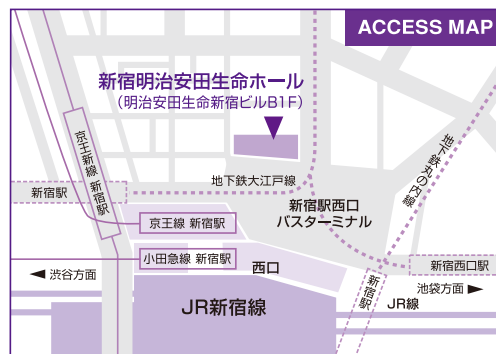 ACCESS MAP
新宿明治安田生命ホール
（明治安田生命新宿ビルB1F）
京王新線 新宿駅
地下鉄丸の内線
地下鉄大江戸線
新宿駅
新宿駅西口
バスターミナル
京王線 新宿駅
小田急線 新宿駅
西口
新宿西口駅
渋谷方面
池袋方面
新宿駅
JR新宿線
JR線